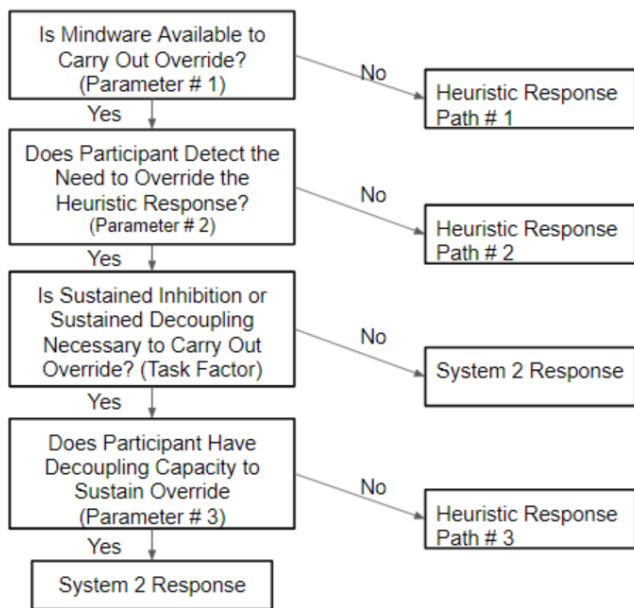 Is Mindware Available to
Carry Out Override?
(Parameter # 1)
No
Heuristic Response
Path # 1
Yes
Does Participant Detect the
Need to Override the
Heuristic Response?
(Parameter # 2)
No
Heuristic Response
Path # 2
Yes
Is Sustained Inhibition or
Sustained Decoupling
Necessary to Carry Out
Override? (Task Factor)
No
System 2 Response
Yes
Does Participant Have
Decoupling Capacity to
Sustain Override
(Parameter # 3)
No
Heuristic Response
Path # 3
Yes
System 2 Response